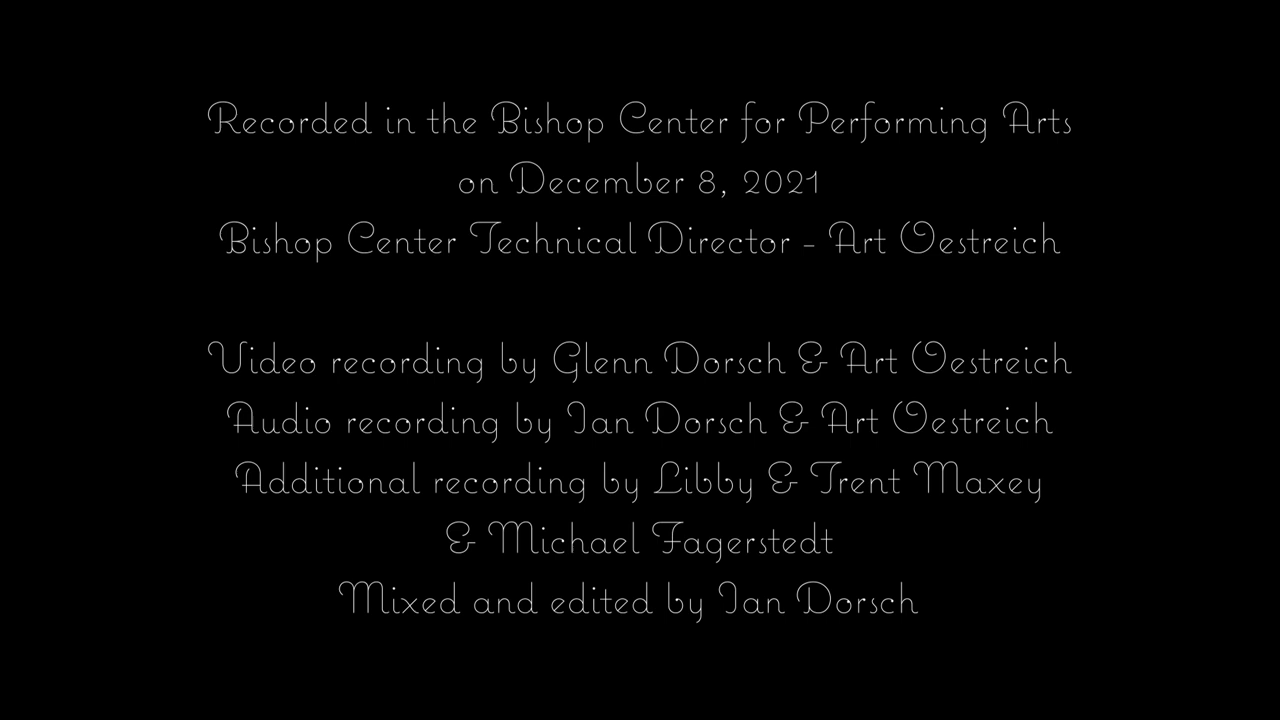 Recorded in the Bishop Center for Performing Arts
on December 8, 2021
Bishop Center Technical Director - Art Oestreich
Video recording by Glenn Dorsch & Art Oestreich
Audio recording by Ian Dorsch & Art Oestreich
Additional recording by Libby & Trent Maxey
& Michael Fagerstedt
Mixed and edited by Ian Dorsch